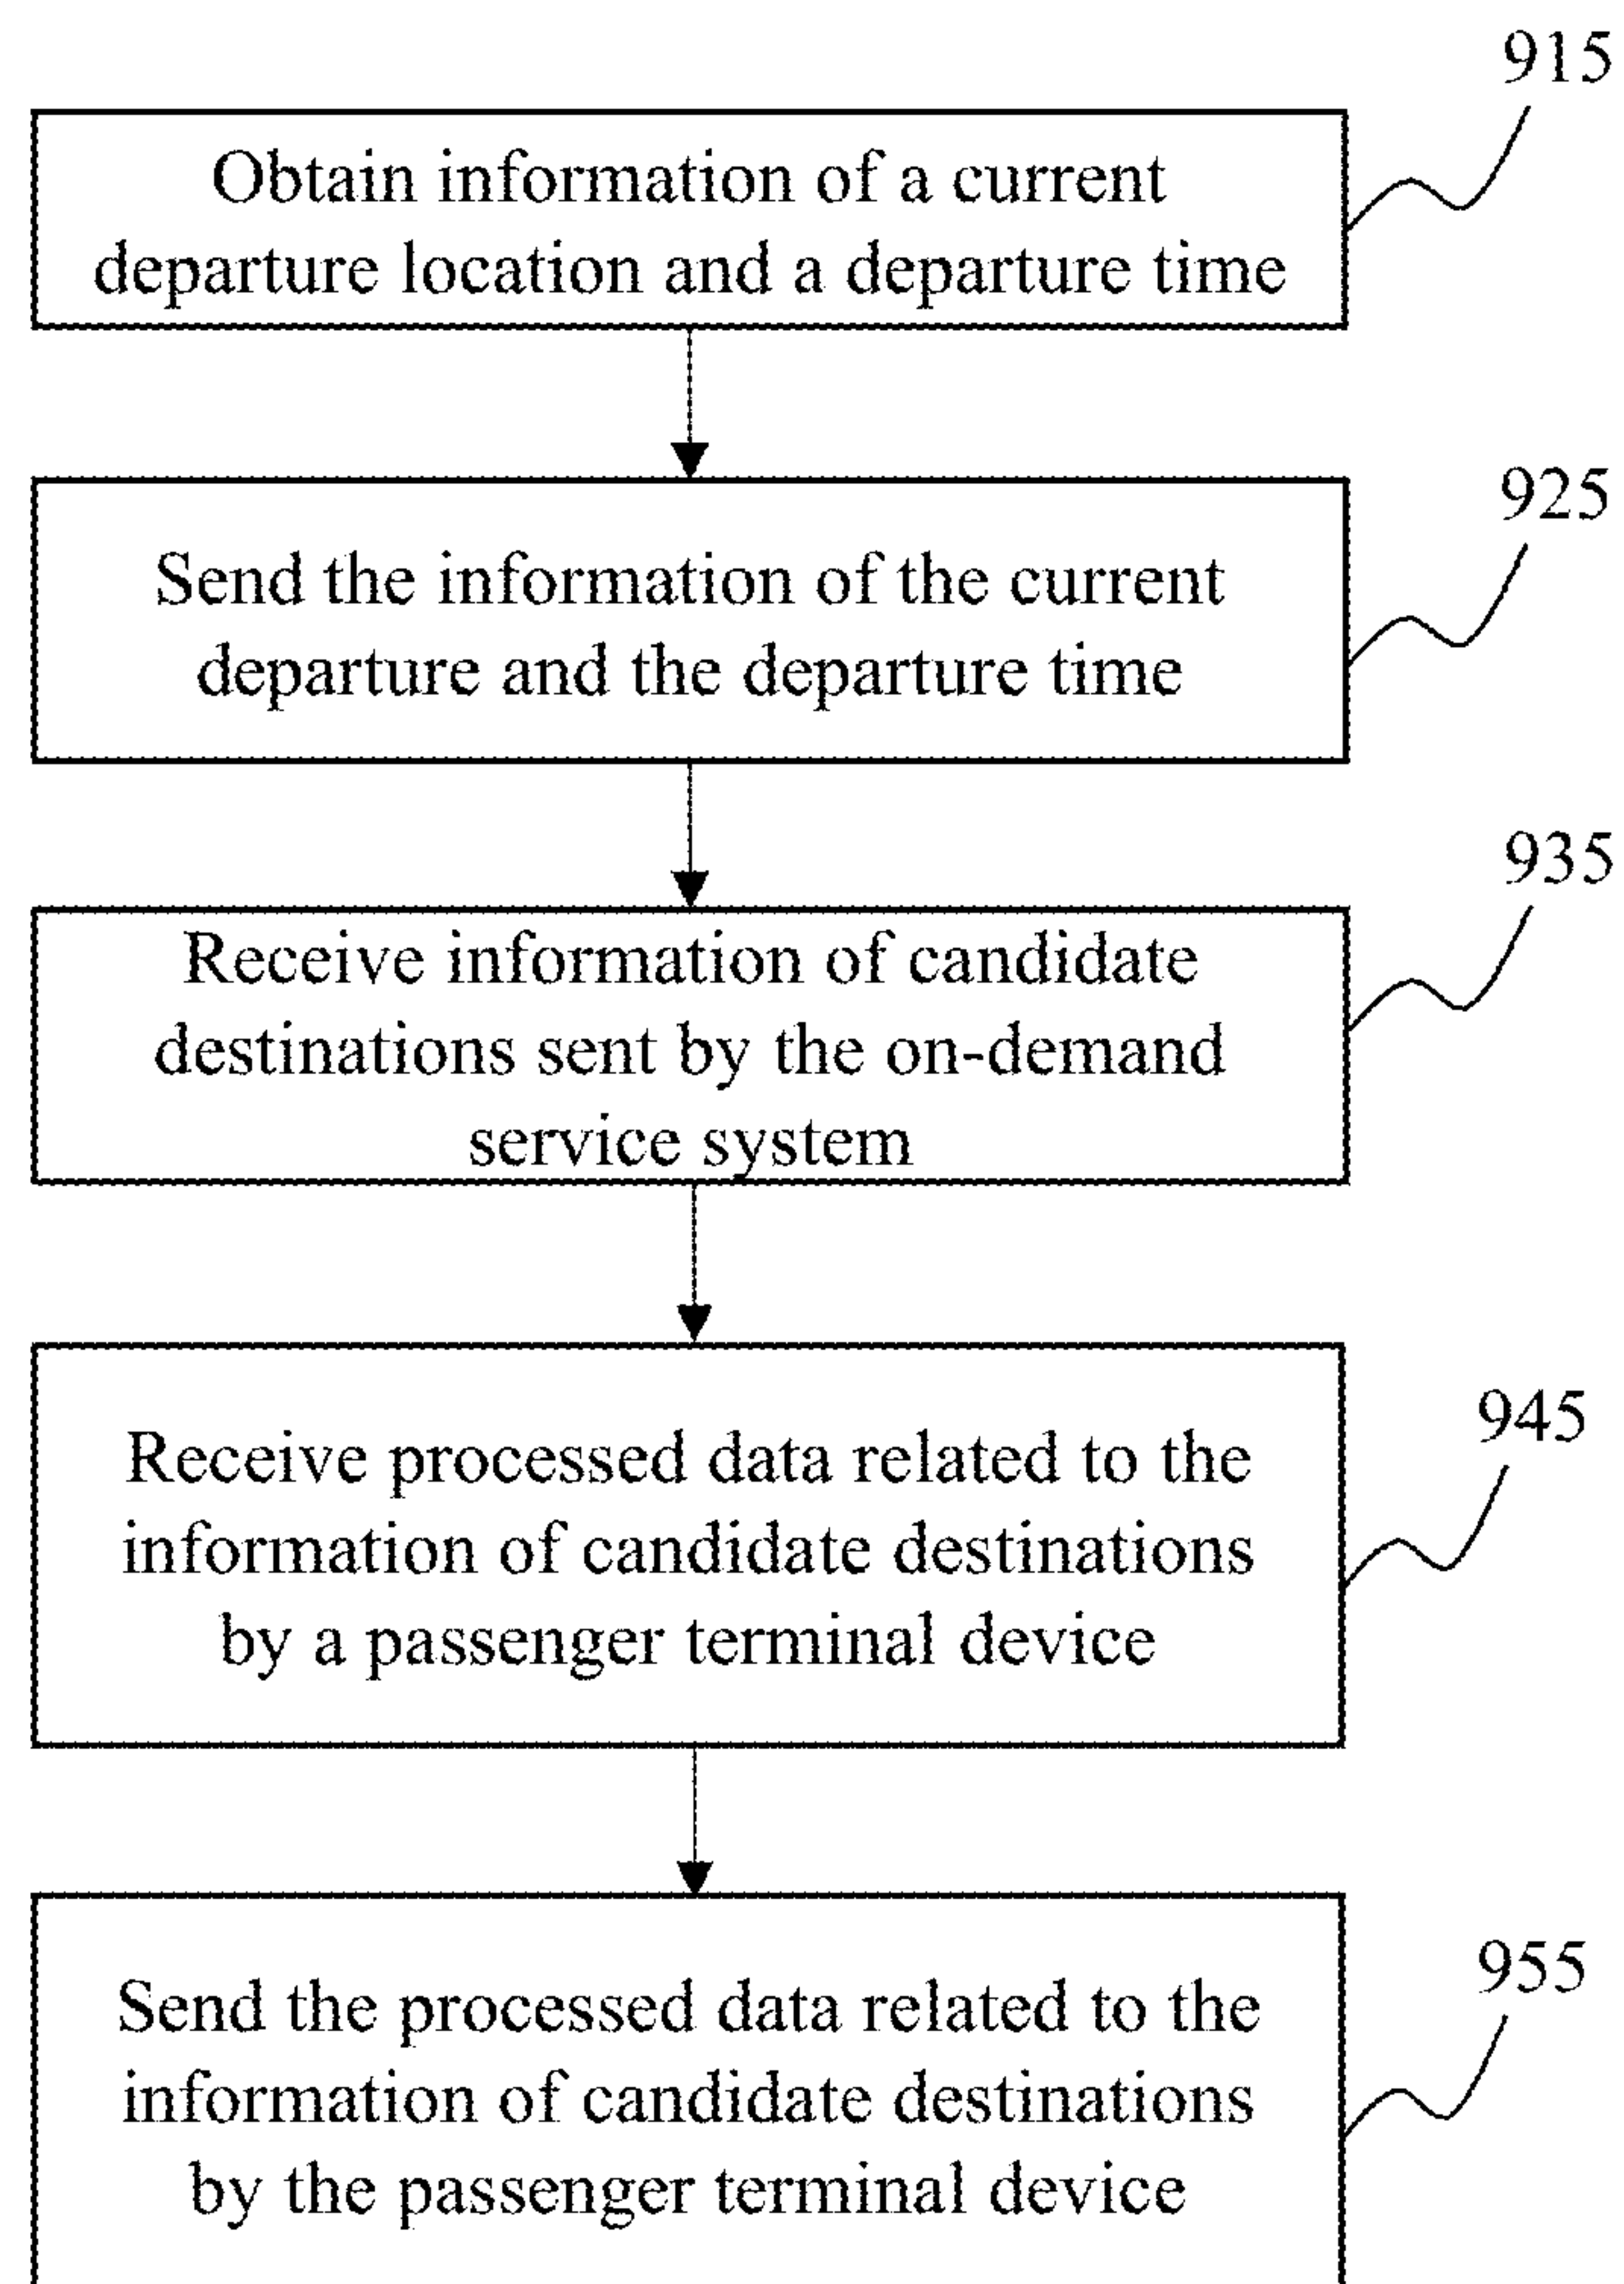 915
Obtain information of a current
departure location and a departure time
925
Send the information of the current
departure and the departure time
935
Receive information of candidate
destinations sent by the on-demand
service system
945
Receive processed data related to the
information of candidate destinations
by a passenger terminal device
955
Send the processed data related to the
information of candidate destinations
by the passenger terminal device